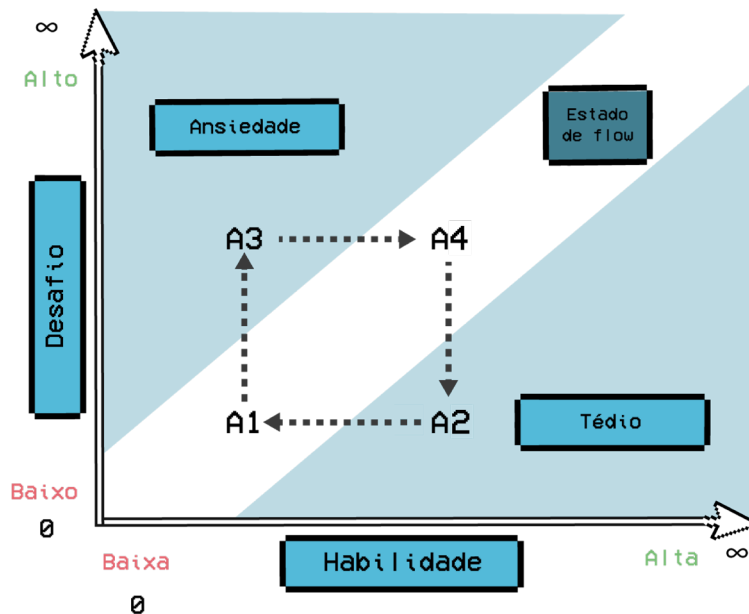 ∞
Alto
Ansiedade
Estado
de flow
A3
A4
Desafio
A1
A2
Tédio
Baixo
0
Baixa
Habilidade
Alta
∞
0